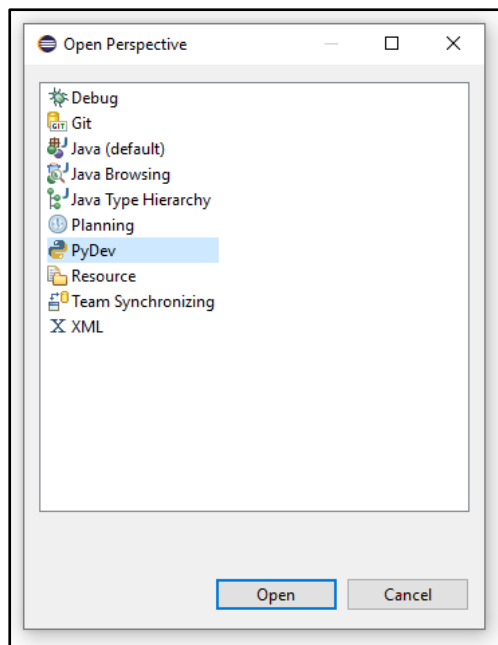 Open Perspective
Debug
GIT Git
Java (default)
Java Browsing
Java Type Hierarchy
Planning
PyDev
Resource
Team Synchronizing
X XML
Open Cancel